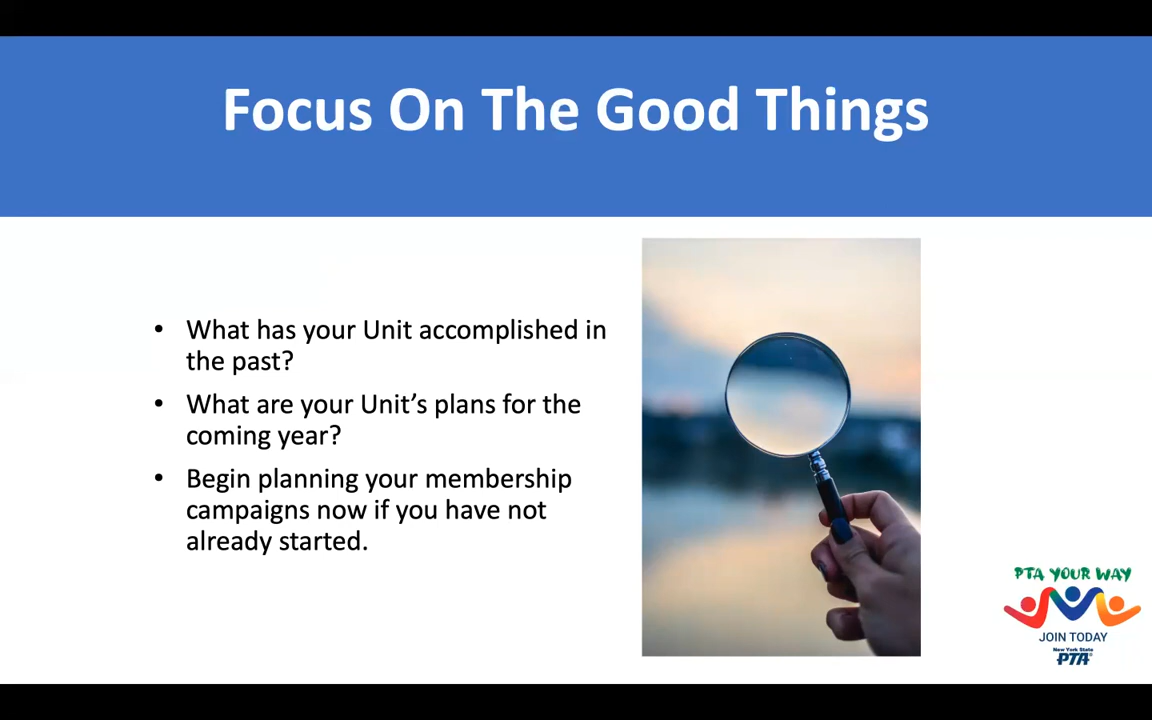 Focus On The Good Things
• What has your Unit accomplished in
the past?
• What are your Unit’s plans for the
coming year?
• Begin planning your membership
campaigns now if you have not
already started.
PTA YOUR WAY
JOIN TODAY
New York State
PTA®